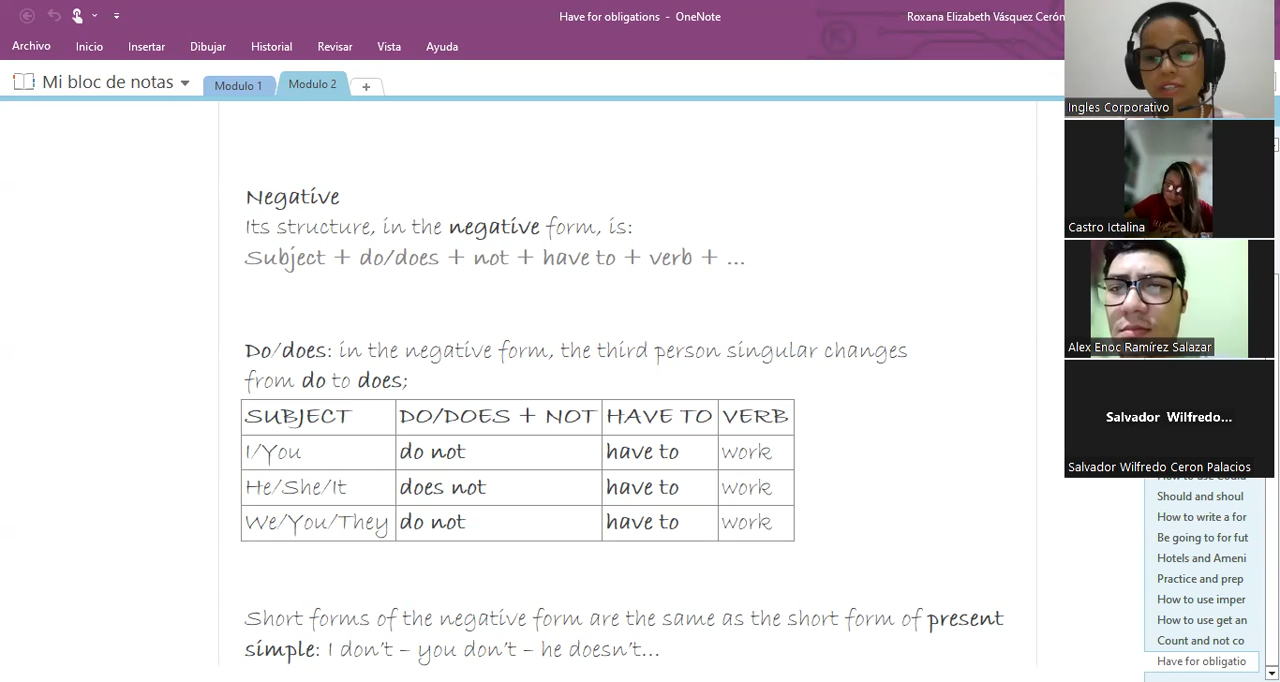 Have for obligations - OneNote
Roxana Elizabeth Vásquez Cerón
Archivo Inicio Insertar Dibujar Historial Revisar Vista Ayuda
Mi bloc de notas Modulo 1 Modulo 2 +
Negative
Its structure, in the negative form, is:
Subject + do/does + not + have to + verb + ...
Do/does: in the negative form, the third person singular changes
from do to does;
SUBJECT DO/DOES + NOT HAVE TO VERB
I/You do not have to work
He/She/It does not have to work
We/You/They do not have to work
Short forms of the negative form are the same as the short form of present
simple: I don't – you don't – he doesn't...
Ingles Corporativo
Castro Ictalina
Alex Enoc Ramírez Salazar
Salvador Wilfredo...
Salvador Wilfredo Ceron Palacios
How to use Could
Should and shoul
How to write a for
Be going to for fut
Hotels and Ameni
Practice and prep
How to use imper
How to use get an
Count and not co
Have for obligatio